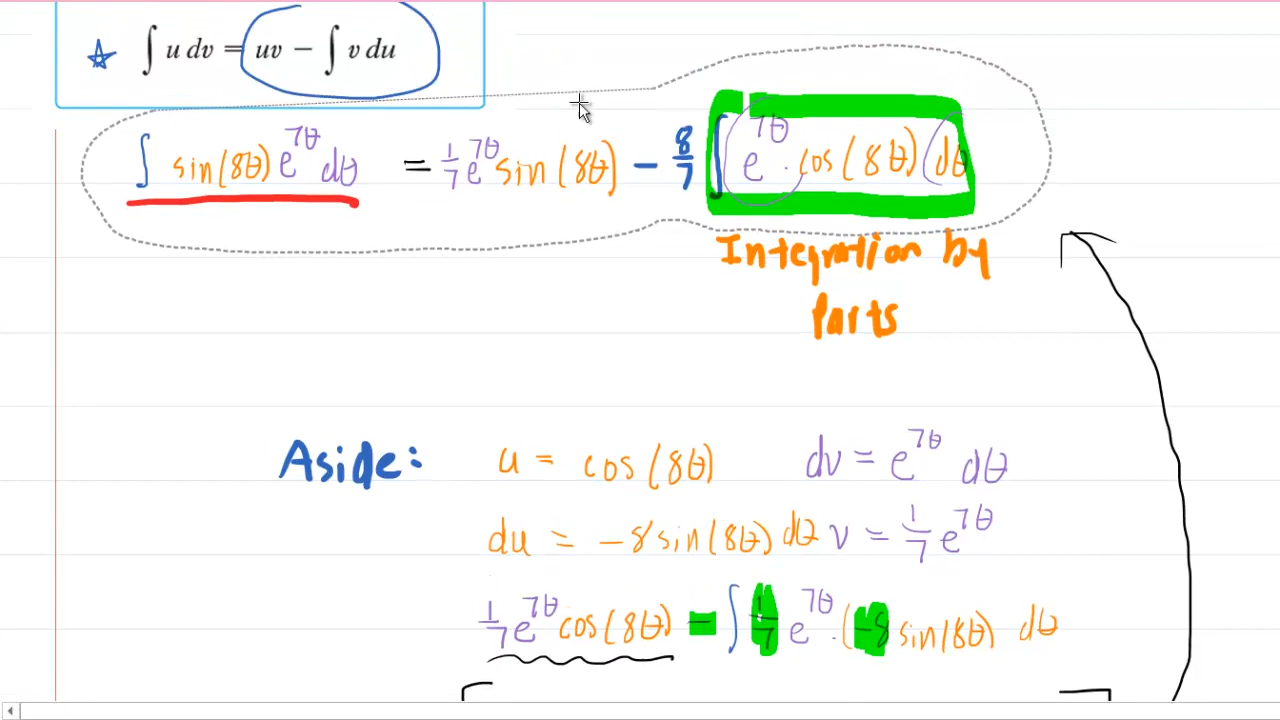 ∫ u dv = uv − ∫ v du
∫ sin(8θ) e^{7θ} dθ = 1/7 e^{7θ} sin(8θ) − 8/7 ∫ e^{7θ} · cos(8θ) (dθ
Integration by
Parts
Aside: u = cos(8θ) dv = e^{7θ} dθ
du = −8 sin(8θ) dθ v = 1/7 e^{7θ}
1/7 e^{7θ} cos(8θ) − ∫ 1/7 e^{7θ} · (−8 sin(8θ) dθ